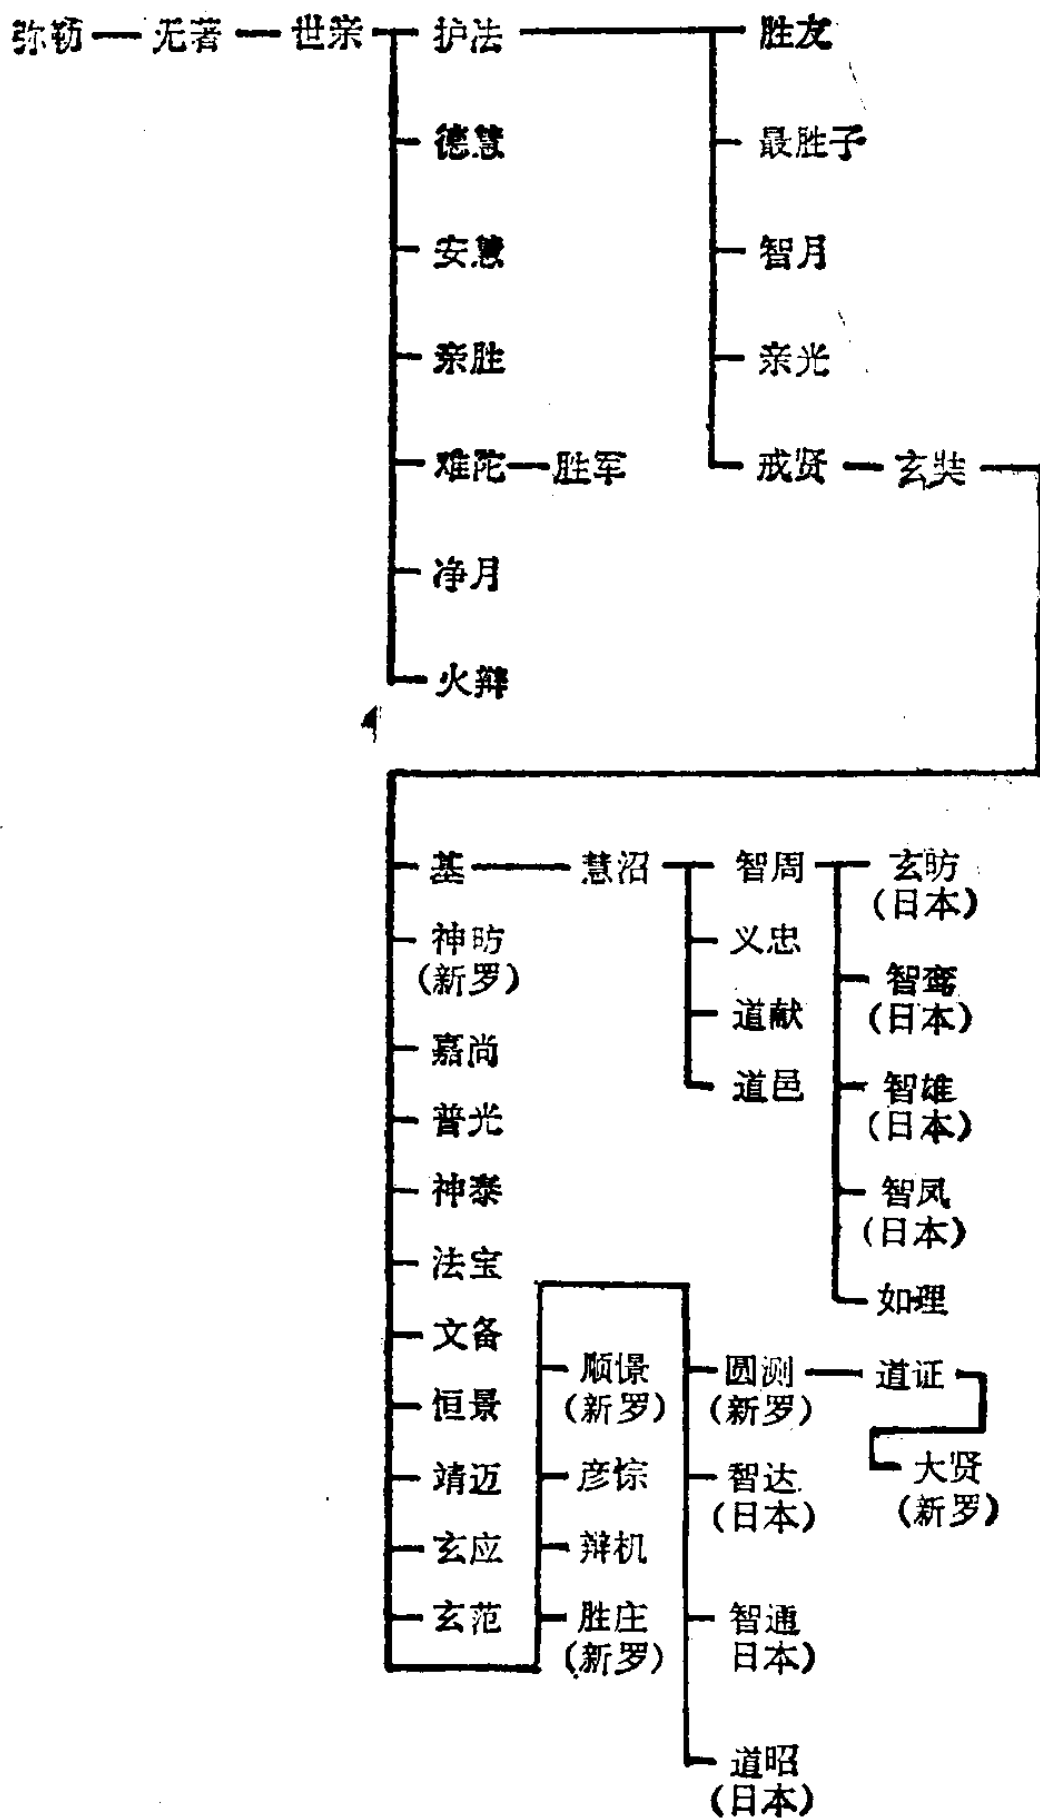 弥勒 无著 世亲 护法 胜友
德慧 最胜子
安慧 智月
亲胜 亲光
难陀 胜军 戒贤 玄奘
净月
火辩
基 慧沼 智周 玄昉
(日本)
神昉 义忠
(新罗) 智鸾
道献 (日本)
嘉尚
道邑 智雄
普光 (日本)
神泰 智凤
(日本)
法宝
如理
文备
顺憬 圆测 道证
恒景 (新罗) (新罗)
靖迈 彦悰 智达 大贤
(日本) (新罗)
玄应 辩机
玄范 胜庄 智通
(新罗) 日本)
道昭
(日本)